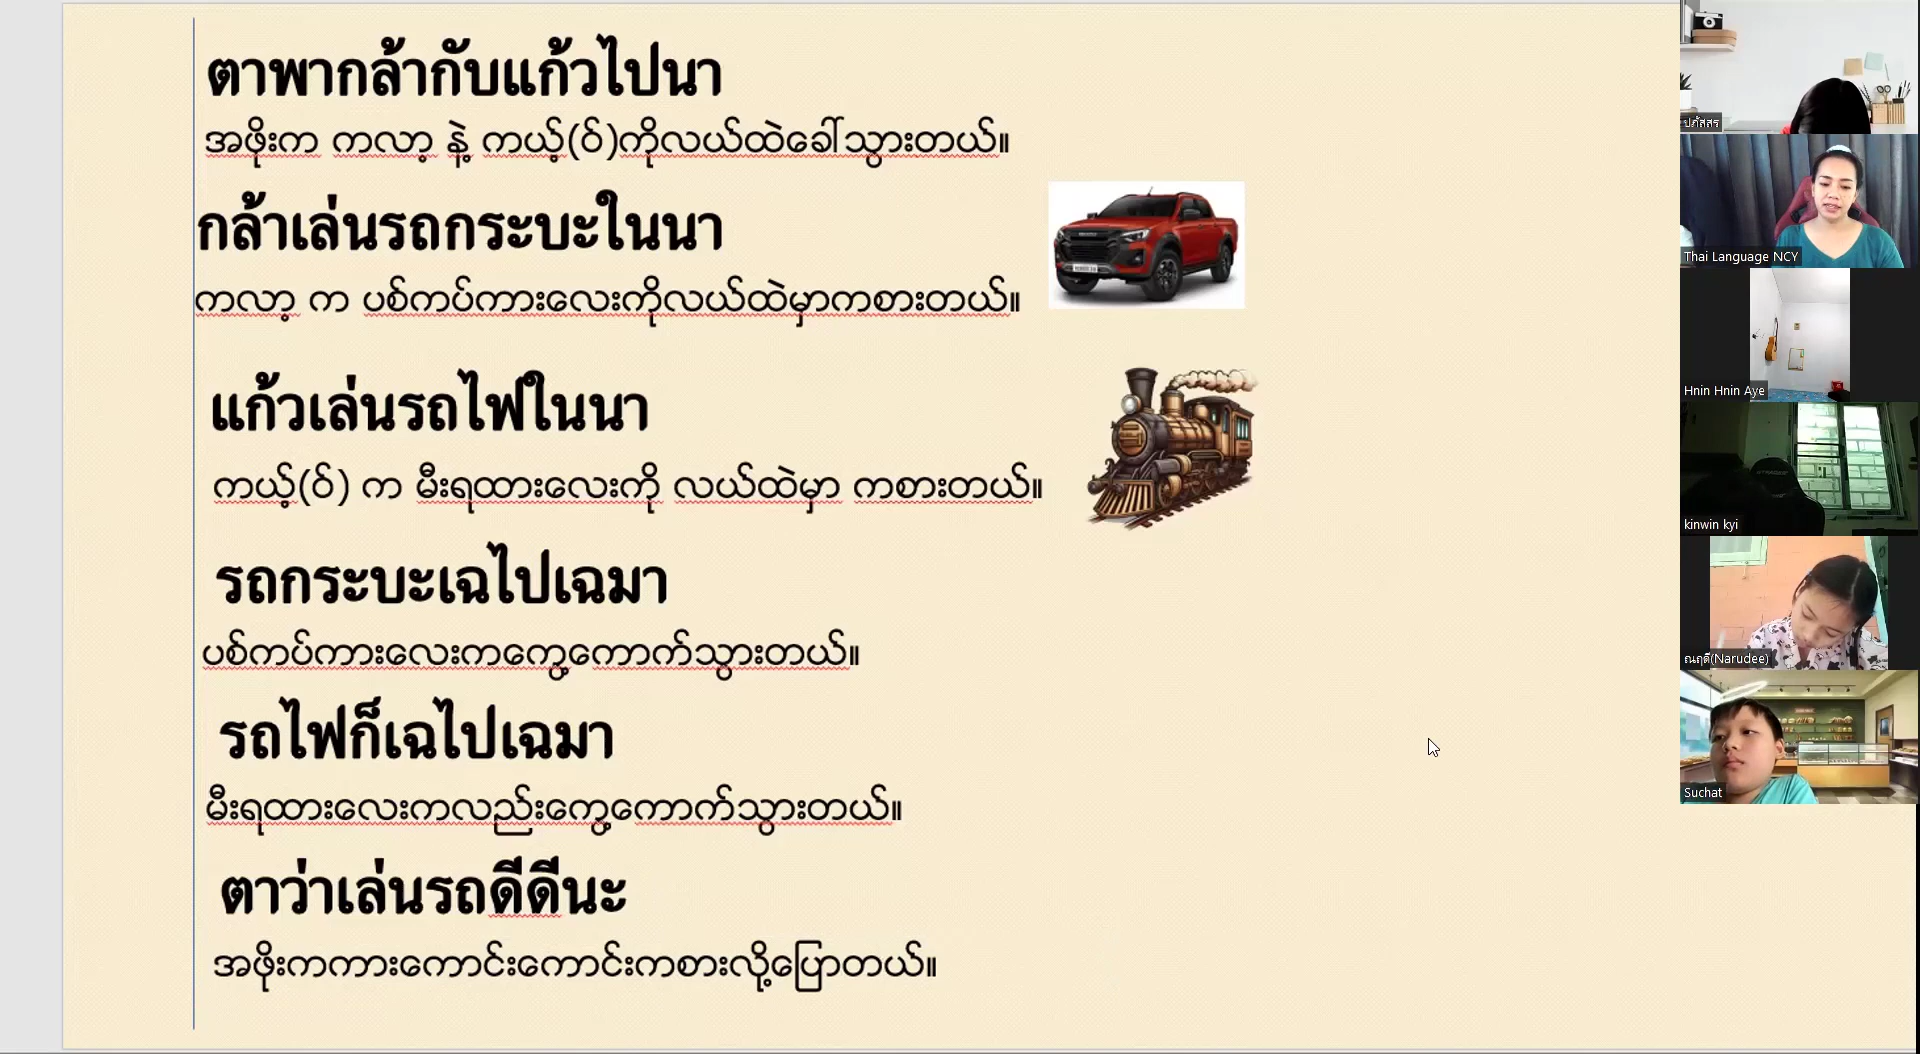 ตาพากล้ากับแก้วไปนา
အဖိုးက ကလာ့ နဲ့ ကယ့်(ဝ်)ကိုလယ်ထဲခေါ်သွားတယ်။
กล้าเล่นรถกระบะในนา
ကလာ့ က ပစ်ကပ်ကားလေးကိုလယ်ထဲမှာကစားတယ်။
แก้วเล่นรถไฟในนา
ကယ့်(ဝ်) က မီးရထားလေးကို လယ်ထဲမှာ ကစားတယ်။
รถกระบะเฉไปเฉมา
ပစ်ကပ်ကားလေးကကွေ့ကောက်သွားတယ်။
รถไฟก็เฉไปเฉมา
မီးရထားလေးကလည်းကွေ့ကောက်သွားတယ်။
ตาว่าเล่นรถดีดีนะ
အဖိုးကကားကောင်းကောင်းကစားလို့ပြောတယ်။
ปภัสสร
Thai Language NCY
Hnin Hnin Aye
kinwin kyi
ณฤดี(Narudee)
Suchat